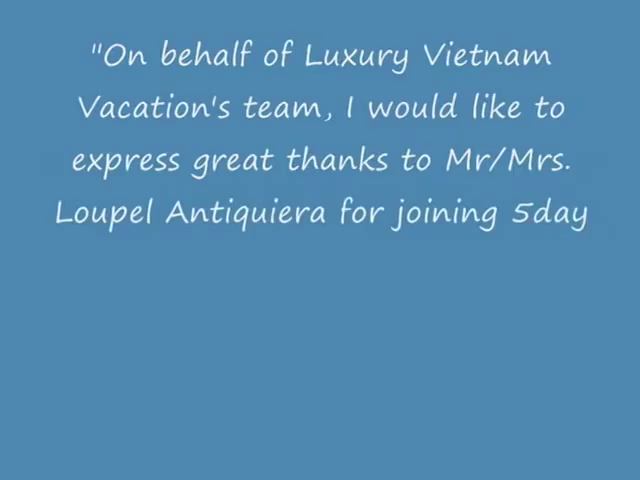 "On behalf of Luxury Vietnam
Vacation's team, I would like to
express great thanks to Mr/Mrs.
Loupel Antiquiera for joining 5day